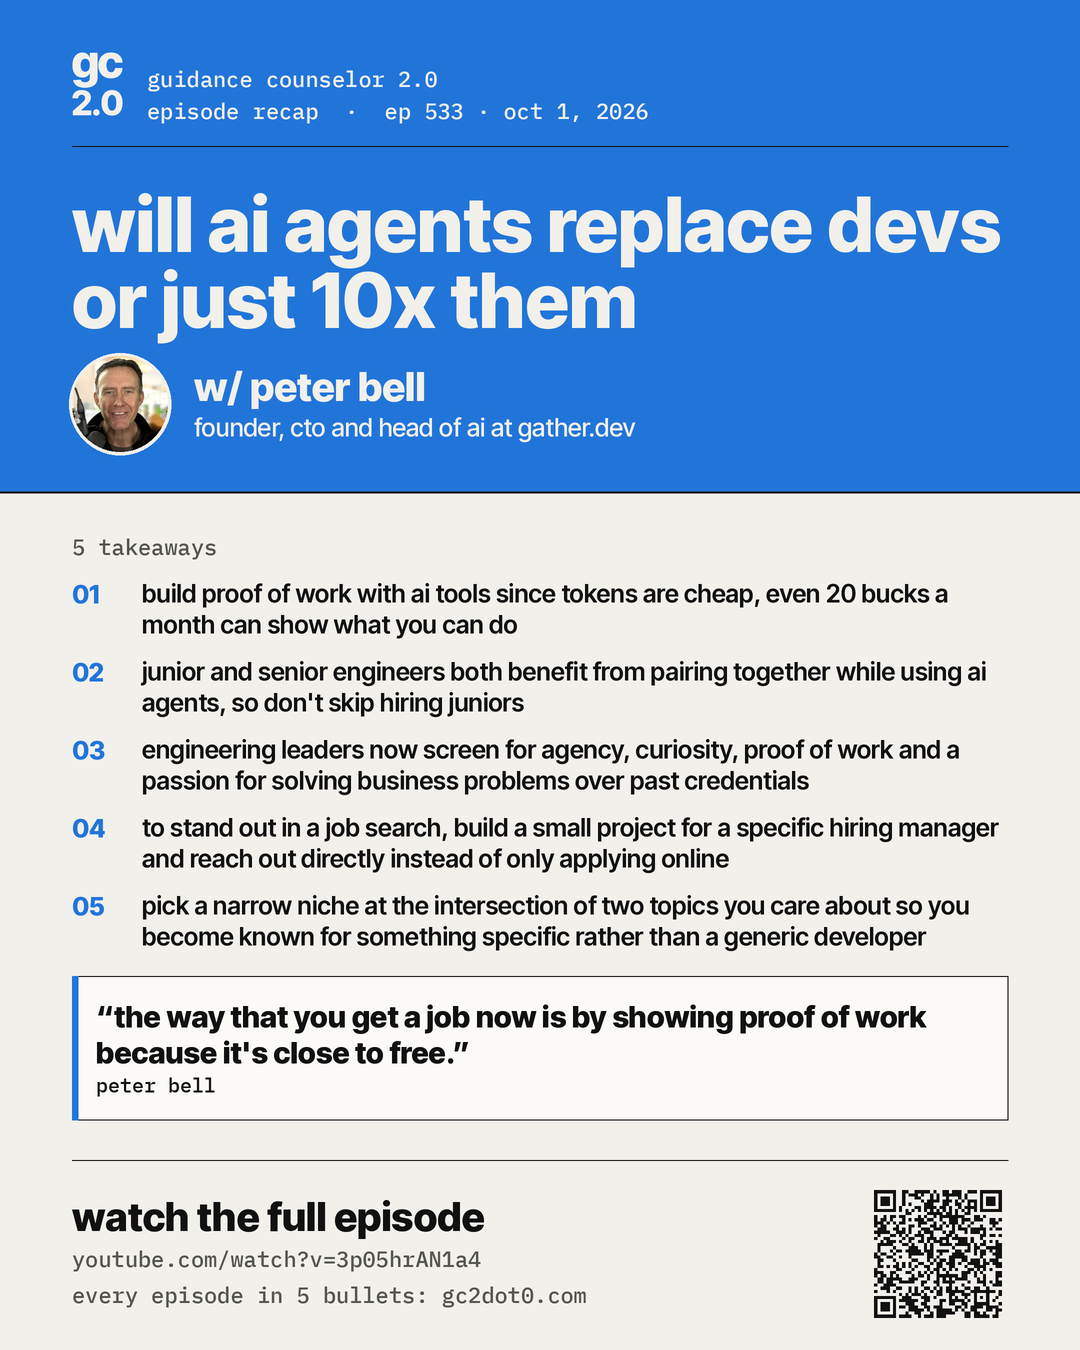 gc
2.0
guidance counselor 2.0
episode recap · ep 533 · oct 1, 2026
will ai agents replace devs
or just 10x them
w/ peter bell
founder, cto and head of ai at gather.dev
5 takeaways
01 build proof of work with ai tools since tokens are cheap, even 20 bucks a
month can show what you can do
02 junior and senior engineers both benefit from pairing together while using ai
agents, so don't skip hiring juniors
03 engineering leaders now screen for agency, curiosity, proof of work and a
passion for solving business problems over past credentials
04 to stand out in a job search, build a small project for a specific hiring manager
and reach out directly instead of only applying online
05 pick a narrow niche at the intersection of two topics you care about so you
become known for something specific rather than a generic developer
“the way that you get a job now is by showing proof of work
because it's close to free.”
peter bell
watch the full episode
youtube.com/watch?v=3p05hrAN1a4
every episode in 5 bullets: gc2dot0.com